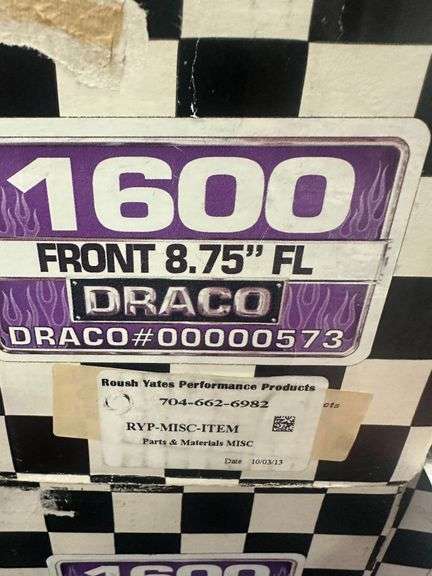 1600
FRONT 8.75” FL
DRACO
DRACO#00000573
Roush Yates Performance Products
704-662-6982
RYP-MISC-ITEM
Parts & Materials MISC
Date 10/03/13
1600